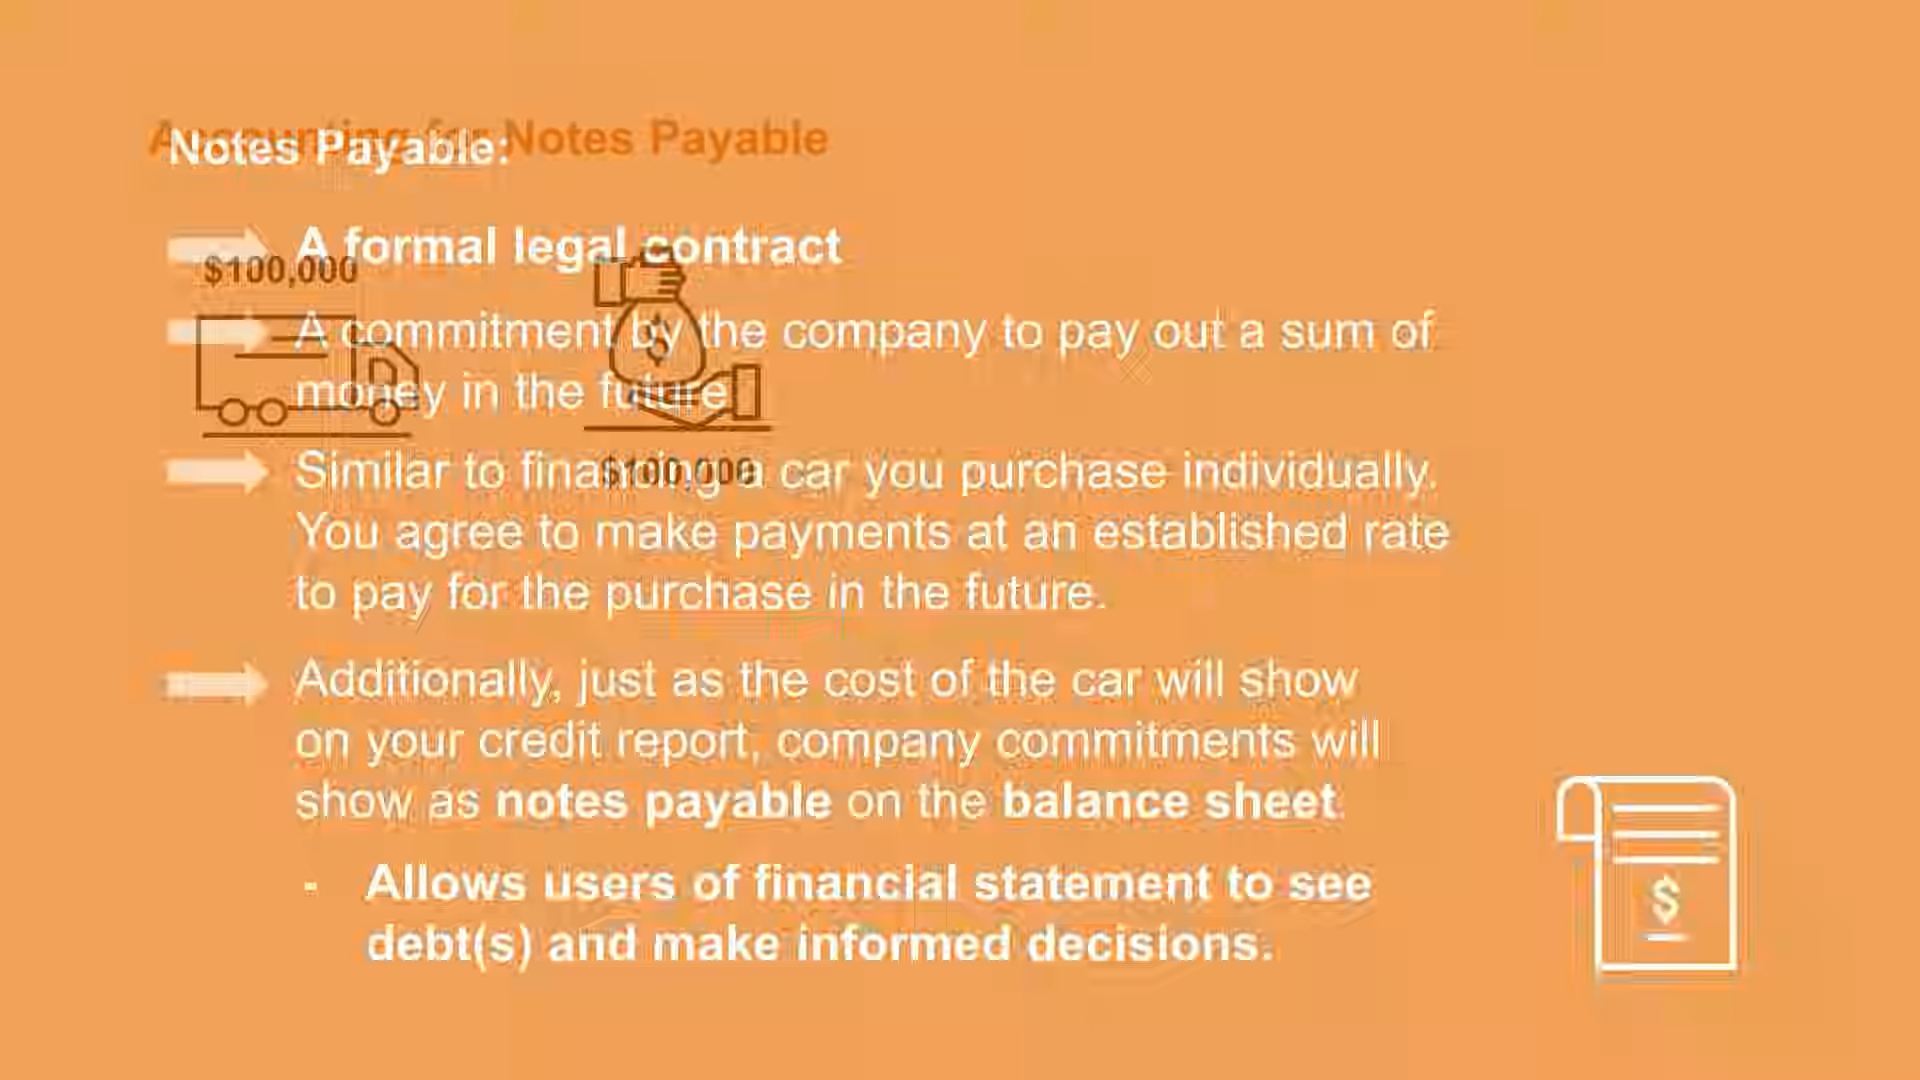 Accounting for Notes Payable
Notes Payable:
A formal legal contract
$100,000
A commitment by the company to pay out a sum of
money in the future
Similar to financing a car you purchase individually.
$100,000
You agree to make payments at an established rate
to pay for the purchase in the future.
Additionally, just as the cost of the car will show
on your credit report, company commitments will
show as notes payable on the balance sheet.
- Allows users of financial statement to see
debt(s) and make informed decisions.
$
$